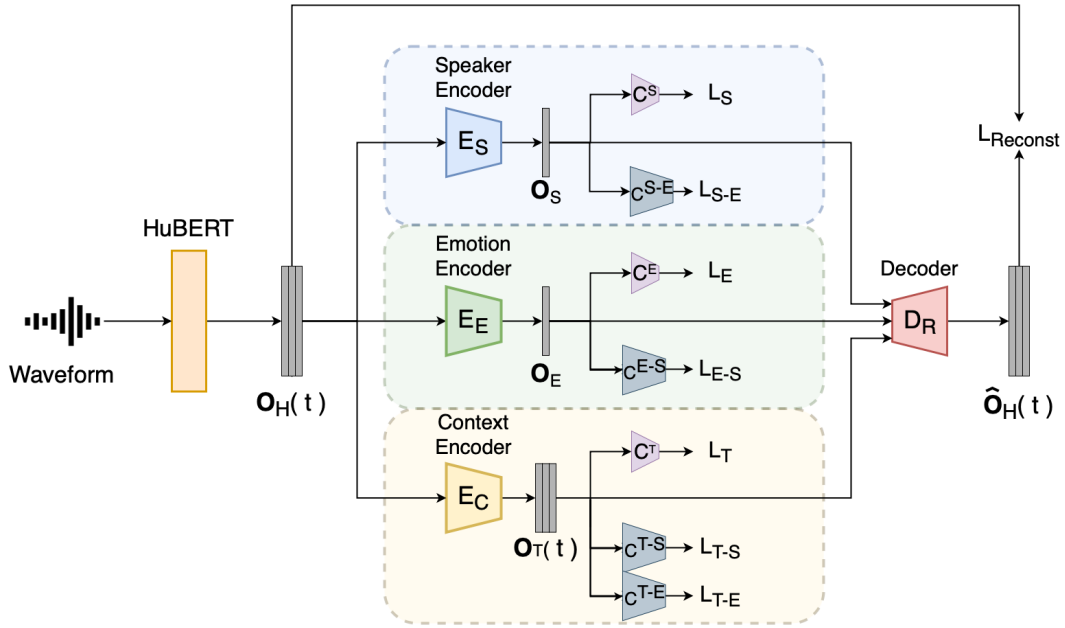 Speaker
Encoder
E_S
O_S
C^S
L_S
C^S-E
L_S-E
L_Reconst
HuBERT
Waveform
O_H( t )
Emotion
Encoder
E_E
O_E
C^E
L_E
C^E-S
L_E-S
Decoder
D_R
Ô_H( t )
Context
Encoder
E_C
O_T( t )
C^T
L_T
C^T-S
L_T-S
C^T-E
L_T-E